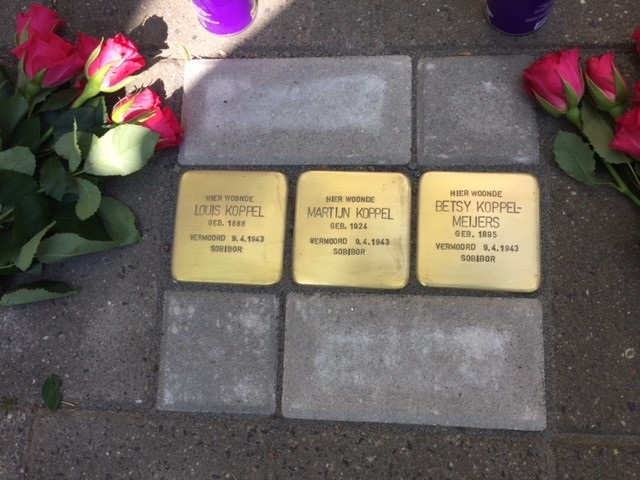 HIER WOONDE
LOUIS KOPPEL
GEB. 1888
VERMOORD 9.4.1943
SOBIBOR
HIER WOONDE
MARTIJN KOPPEL
GEB. 1924
VERMOORD 9.4.1943
SOBIBOR
HIER WOONDE
BETSY KOPPEL-
MEIJERS
GEB. 1895
VERMOORD 9.4.1943
SOBIBOR